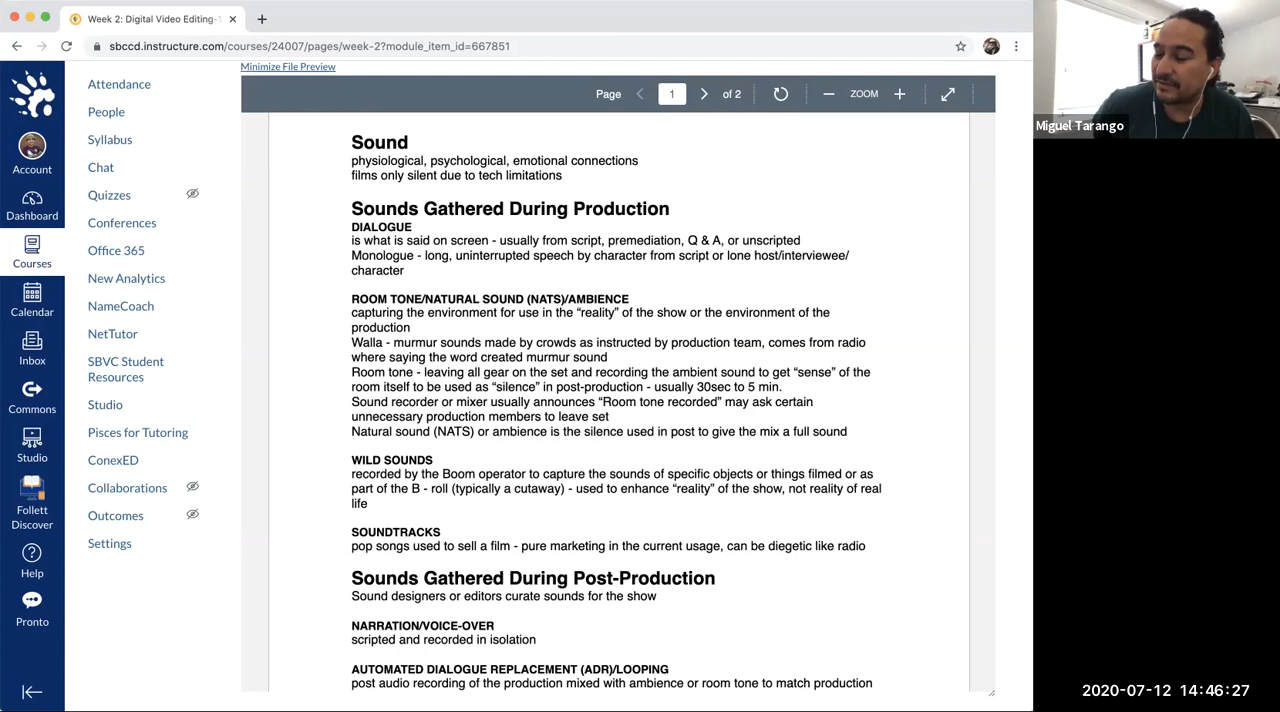 Week 2: Digital Video Editing-
sbccd.instructure.com/courses/24007/pages/week-2?module_item_id=667851
Account
Dashboard
Courses
Calendar
Inbox
Commons
Studio
Follett
Discover
Help
Pronto
Attendance
People
Syllabus
Chat
Quizzes
Conferences
Office 365
New Analytics
NameCoach
NetTutor
SBVC Student
Resources
Studio
Pisces for Tutoring
ConexED
Collaborations
Outcomes
Settings
Minimize File Preview
Page 1 of 2 ZOOM
Sound
physiological, psychological, emotional connections
films only silent due to tech limitations
Sounds Gathered During Production
DIALOGUE
is what is said on screen - usually from script, premediation, Q & A, or unscripted
Monologue - long, uninterrupted speech by character from script or lone host/interviewee/
character
ROOM TONE/NATURAL SOUND (NATS)/AMBIENCE
capturing the environment for use in the “reality” of the show or the environment of the
production
Walla - murmur sounds made by crowds as instructed by production team, comes from radio
where saying the word created murmur sound
Room tone - leaving all gear on the set and recording the ambient sound to get “sense” of the
room itself to be used as “silence” in post-production - usually 30sec to 5 min.
Sound recorder or mixer usually announces “Room tone recorded” may ask certain
unnecessary production members to leave set
Natural sound (NATS) or ambience is the silence used in post to give the mix a full sound
WILD SOUNDS
recorded by the Boom operator to capture the sounds of specific objects or things filmed or as
part of the B - roll (typically a cutaway) - used to enhance “reality” of the show, not reality of real
life
SOUNDTRACKS
pop songs used to sell a film - pure marketing in the current usage, can be diegetic like radio
Sounds Gathered During Post-Production
Sound designers or editors curate sounds for the show
NARRATION/VOICE-OVER
scripted and recorded in isolation
AUTOMATED DIALOGUE REPLACEMENT (ADR)/LOOPING
post audio recording of the production mixed with ambience or room tone to match production
Miguel Tarango
2020-07-12 14:46:27